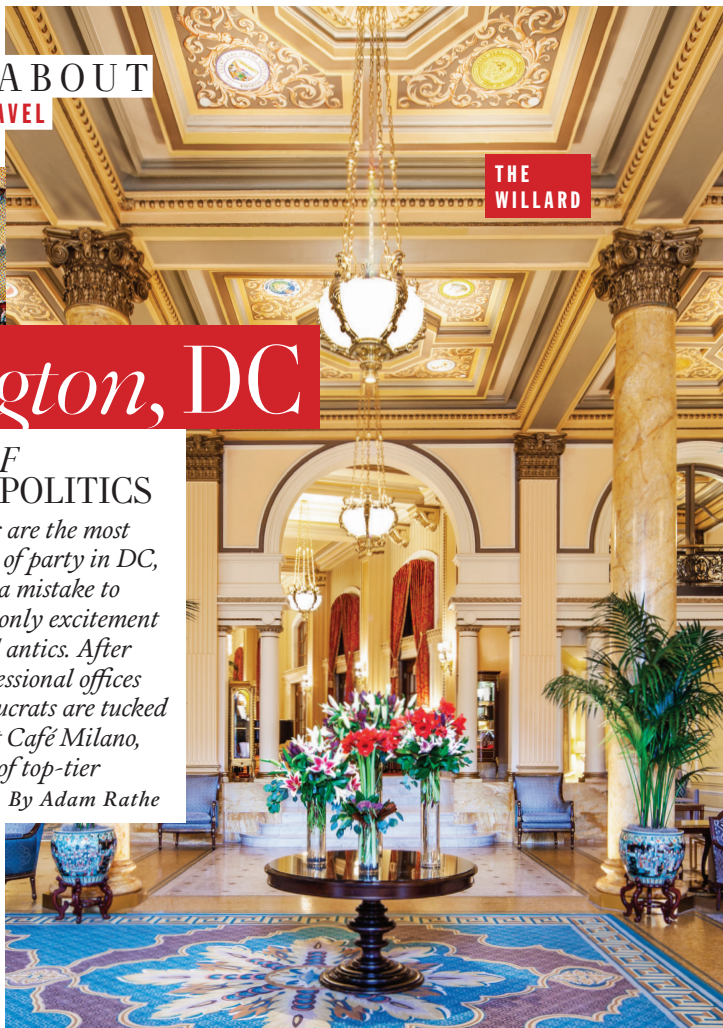 ABOUT
AVEL
THE
WILLARD
gton, DC
F
POLITICS
are the most
of party in DC,
a mistake to
only excitement
antics. After
essional offices
ucrats are tucked
Café Milano,
of top-tier
By Adam Rathe